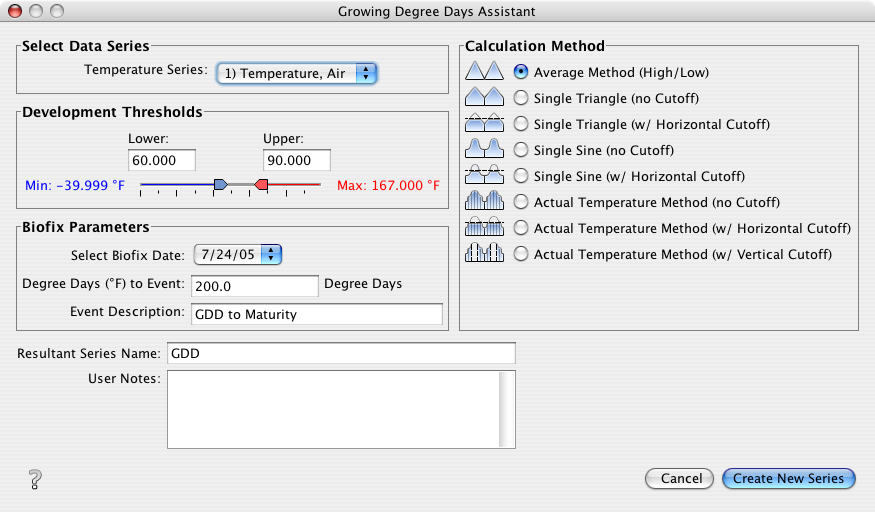 Growing Degree Days Assistant
Select Data Series
Temperature Series: 1) Temperature, Air
Development Thresholds
Lower: Upper:
60.000 90.000
Min: -39.999 °F Max: 167.000 °F
Biofix Parameters
Select Biofix Date: 7/24/05
Degree Days (°F) to Event: 200.0 Degree Days
Event Description: GDD to Maturity
Calculation Method
Average Method (High/Low)
Single Triangle (no Cutoff)
Single Triangle (w/ Horizontal Cutoff)
Single Sine (no Cutoff)
Single Sine (w/ Horizontal Cutoff)
Actual Temperature Method (no Cutoff)
Actual Temperature Method (w/ Horizontal Cutoff)
Actual Temperature Method (w/ Vertical Cutoff)
Resultant Series Name: GDD
User Notes:
? Cancel Create New Series